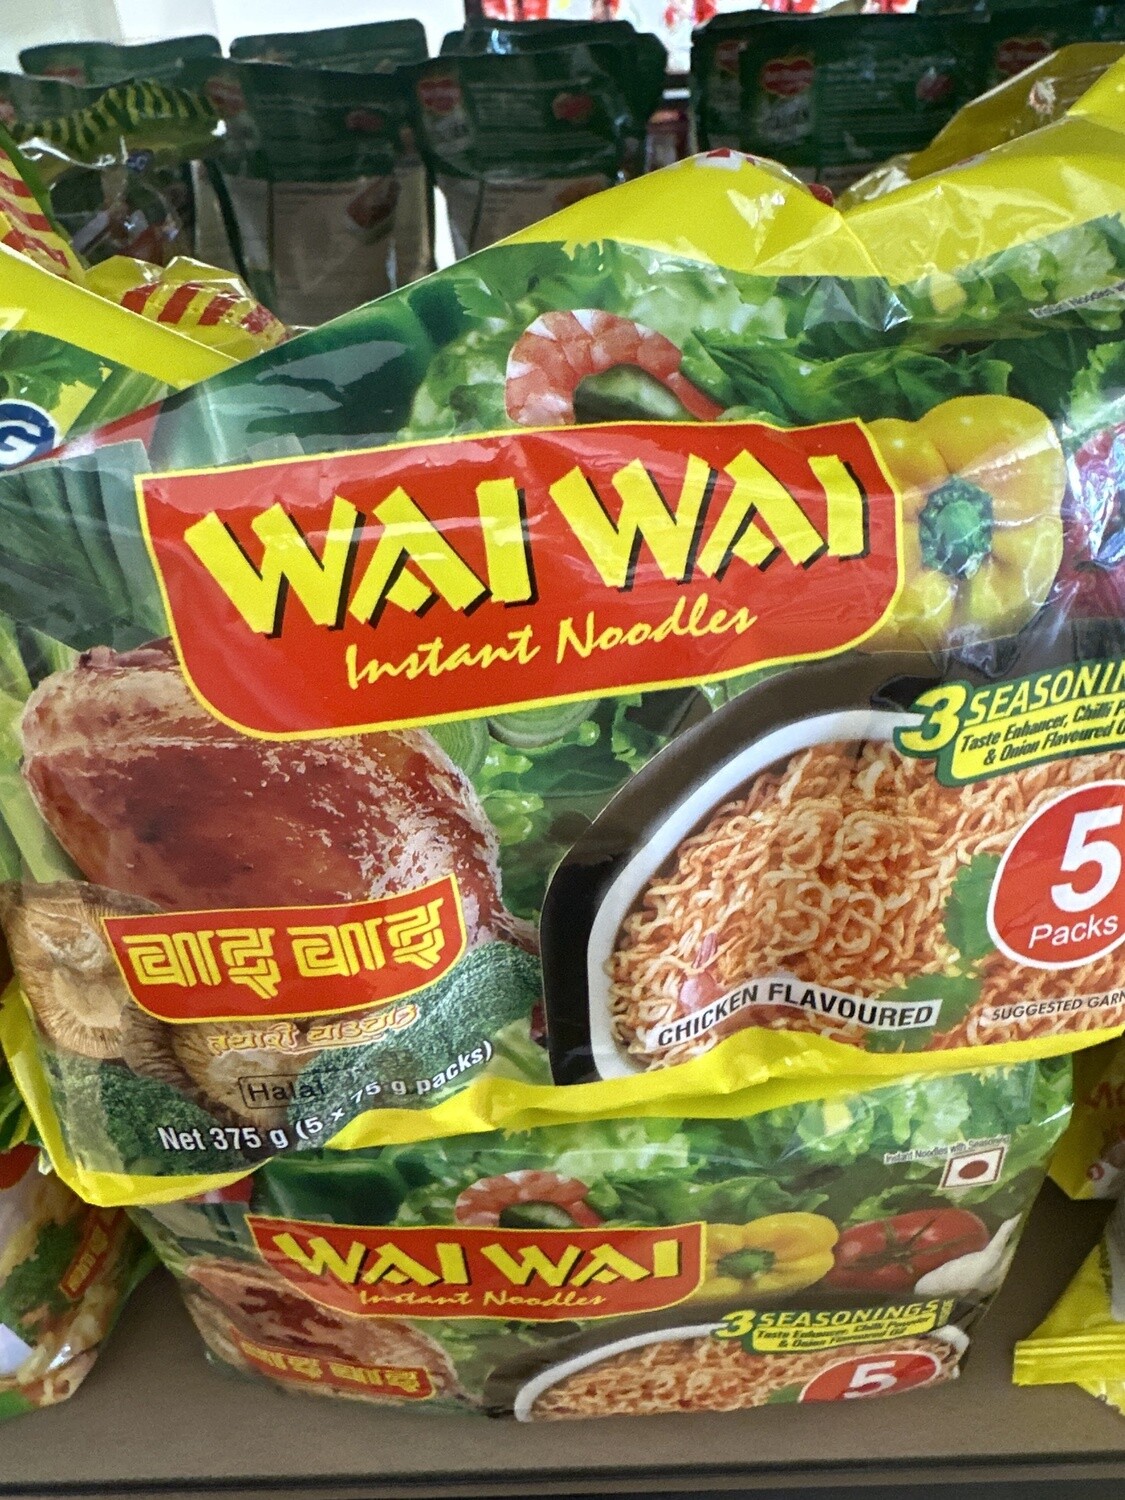 WAI WAI
Instant Noodles
3 SEASONIN
Taste Enhancer, Chilli P
& Onion Flavoured O
5
Packs
वाइ वाइ
तयारी चाउचाउ
CHICKEN FLAVOURED
SUGGESTED GARN
Halal
Net 375 g (5 x 75 g packs)
Instant Noodles with Seasoning
WAI WAI
Instant Noodles
3 SEASONINGS
Taste Enhancer, Chilli Powder
& Onion Flavoured Oil
वाइ वाइ
5